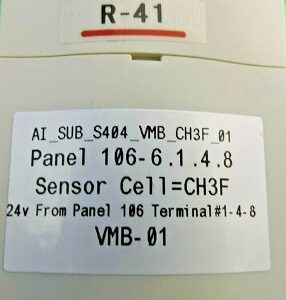 R-41
AI_SUB_S404_VMB_CH3F_01
Panel 106-6.1.4.8
Sensor Cell=CH3F
24v From Panel 106 Terminal#1-4-8
VMB-01